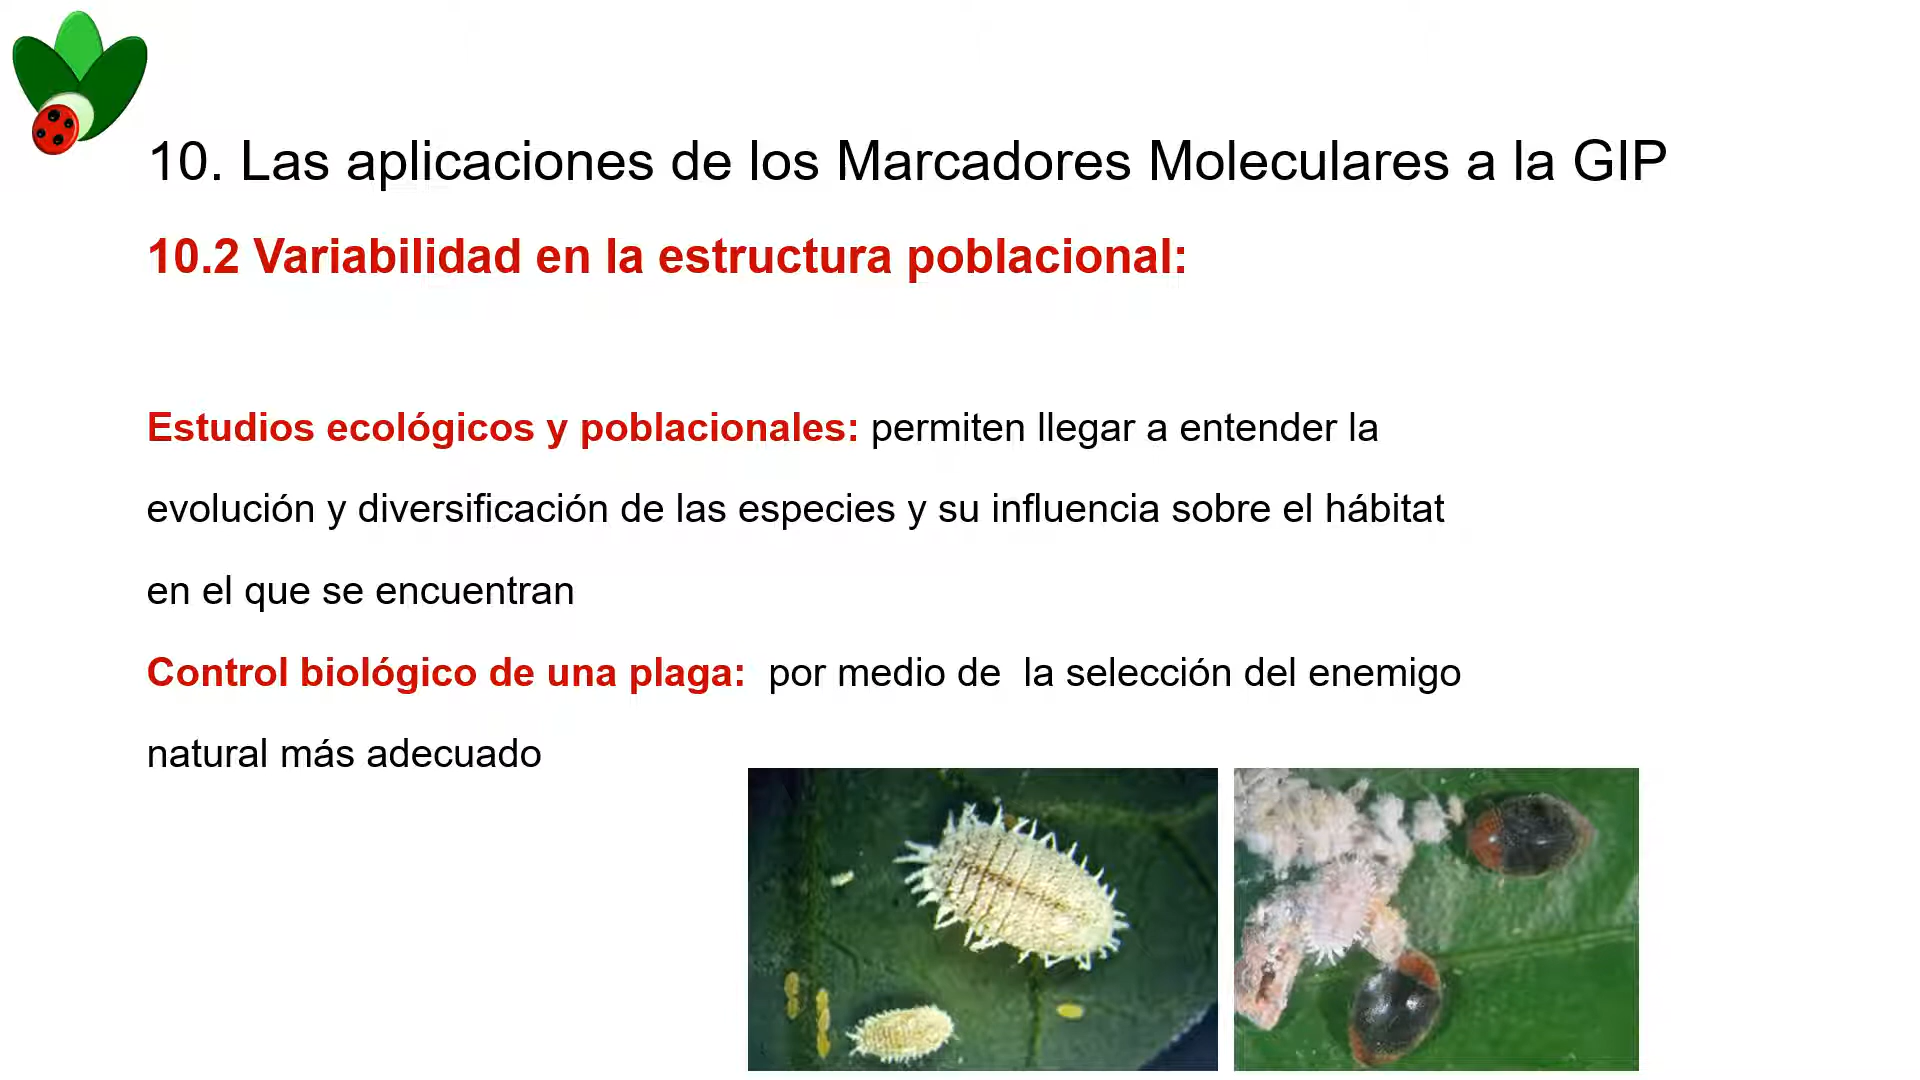 10. Las aplicaciones de los Marcadores Moleculares a la GIP
10.2 Variabilidad en la estructura poblacional:
Estudios ecológicos y poblacionales: permiten llegar a entender la
evolución y diversificación de las especies y su influencia sobre el hábitat
en el que se encuentran
Control biológico de una plaga: por medio de la selección del enemigo
natural más adecuado